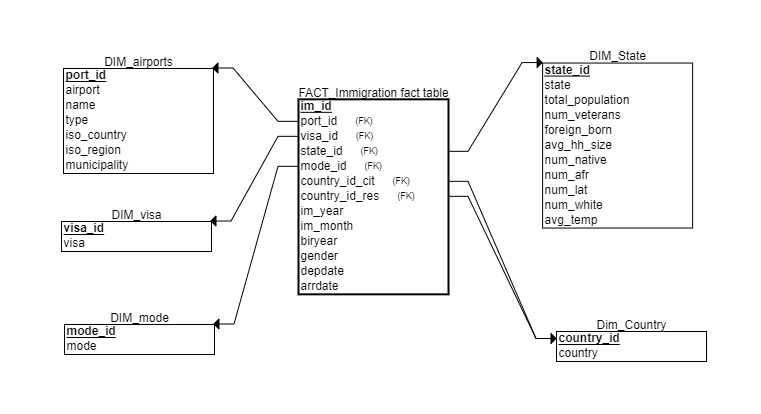 DIM_airports
port_id
airport
name
type
iso_country
iso_region
municipality
DIM_visa
visa_id
visa
DIM_mode
mode_id
mode
FACT_Immigration fact table
im_id
port_id (FK)
visa_id (FK)
state_id (FK)
mode_id (FK)
country_id_cit (FK)
country_id_res (FK)
im_year
im_month
biryear
gender
depdate
arrdate
DIM_State
state_id
state
total_population
num_veterans
foreign_born
avg_hh_size
num_native
num_afr
num_lat
num_white
avg_temp
Dim_Country
country_id
country